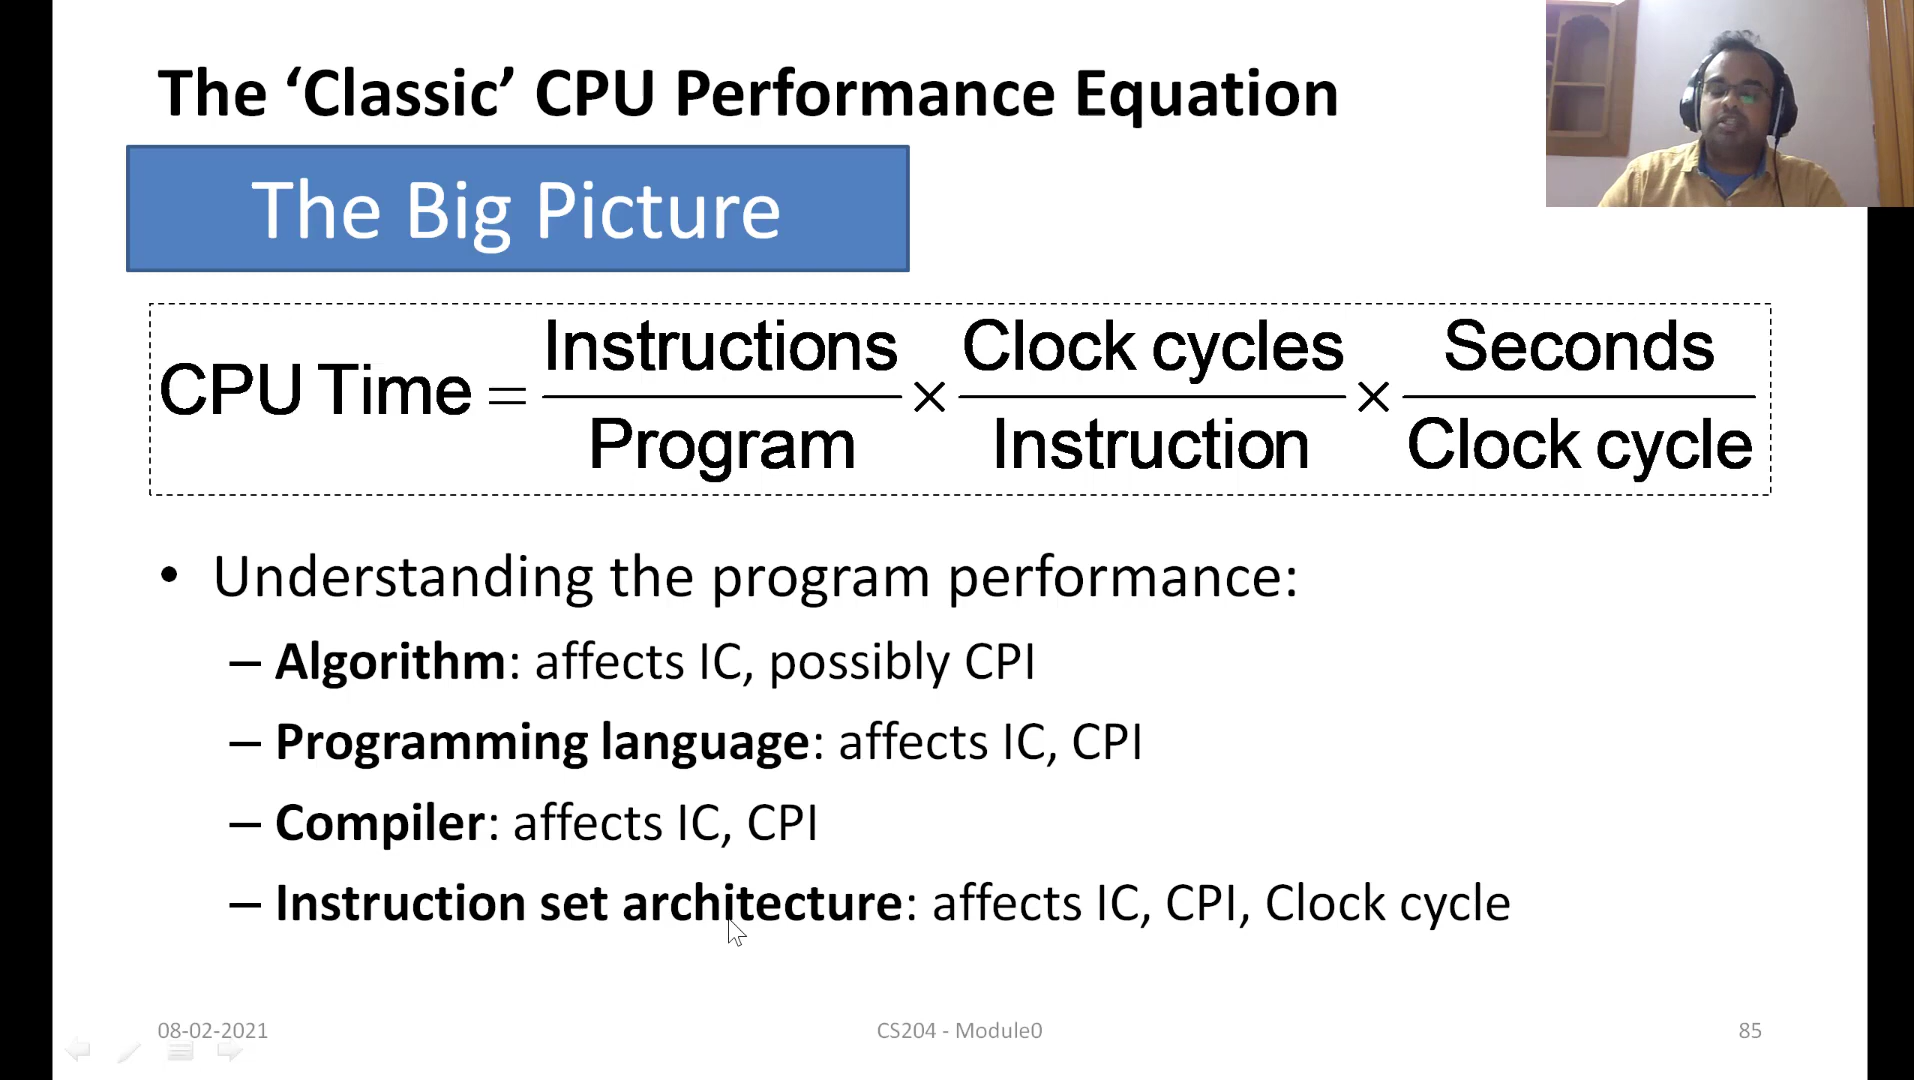 The ‘Classic’ CPU Performance Equation
The Big Picture
CPU Time = Instructions / Program × Clock cycles / Instruction × Seconds / Clock cycle
• Understanding the program performance:
– Algorithm: affects IC, possibly CPI
– Programming language: affects IC, CPI
– Compiler: affects IC, CPI
– Instruction set architecture: affects IC, CPI, Clock cycle
08-02-2021
CS204 - Module0
85